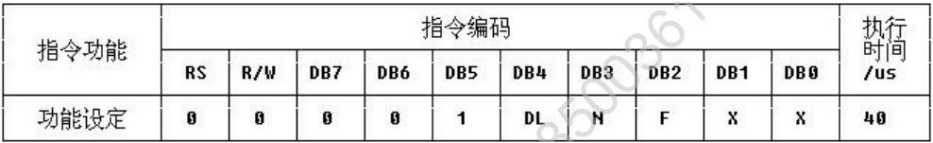 指令功能 指令编码 执行时间/us
RS R/W DB7 DB6 DB5 DB4 DB3 DB2 DB1 DB0
功能设定 0 0 0 0 1 DL N F X X 40
8500361